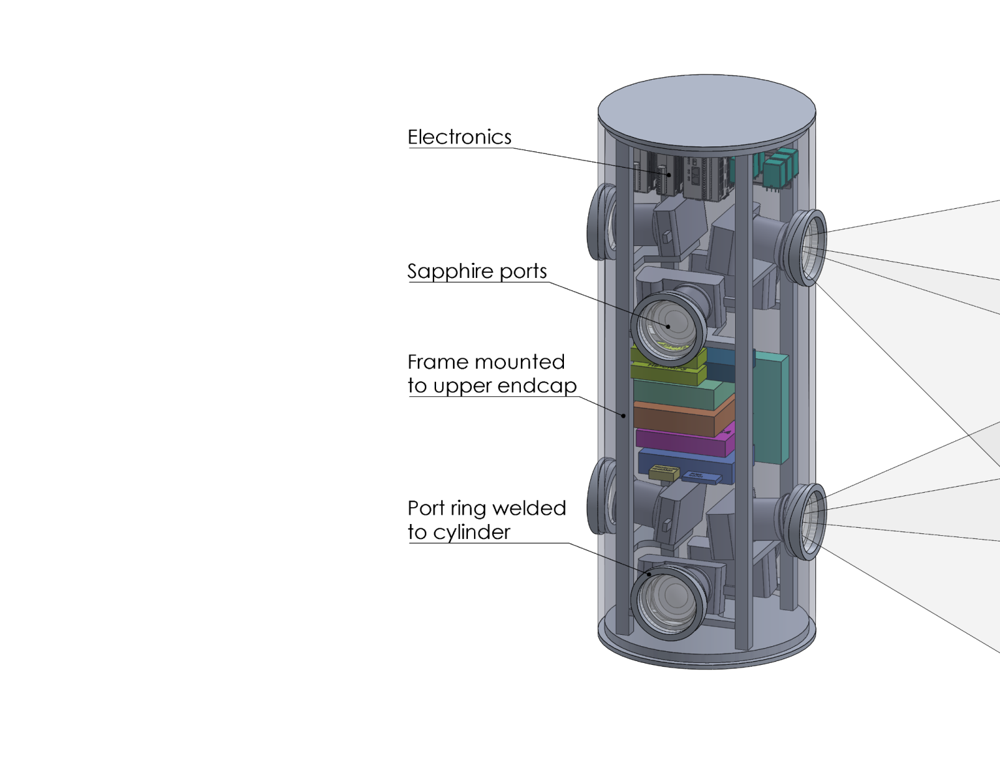 Electronics
Sapphire ports
Frame mounted
to upper endcap
Port ring welded
to cylinder